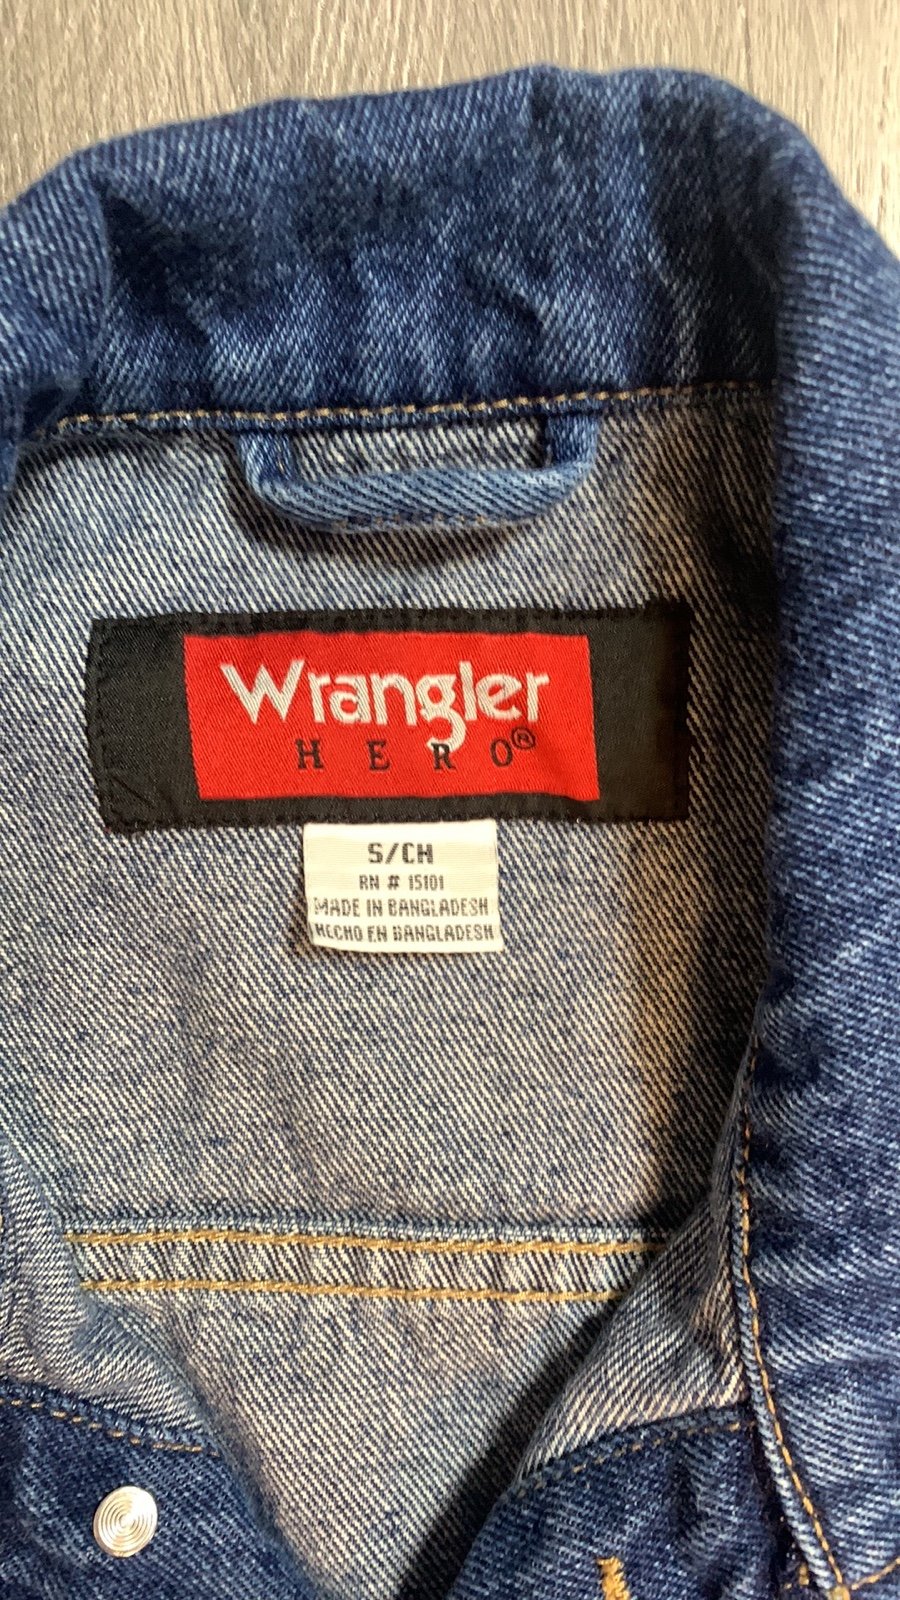 Wrangler
HERO®
S/CH
RN # 15101
MADE IN BANGLADESH
HECHO EN BANGLADESH